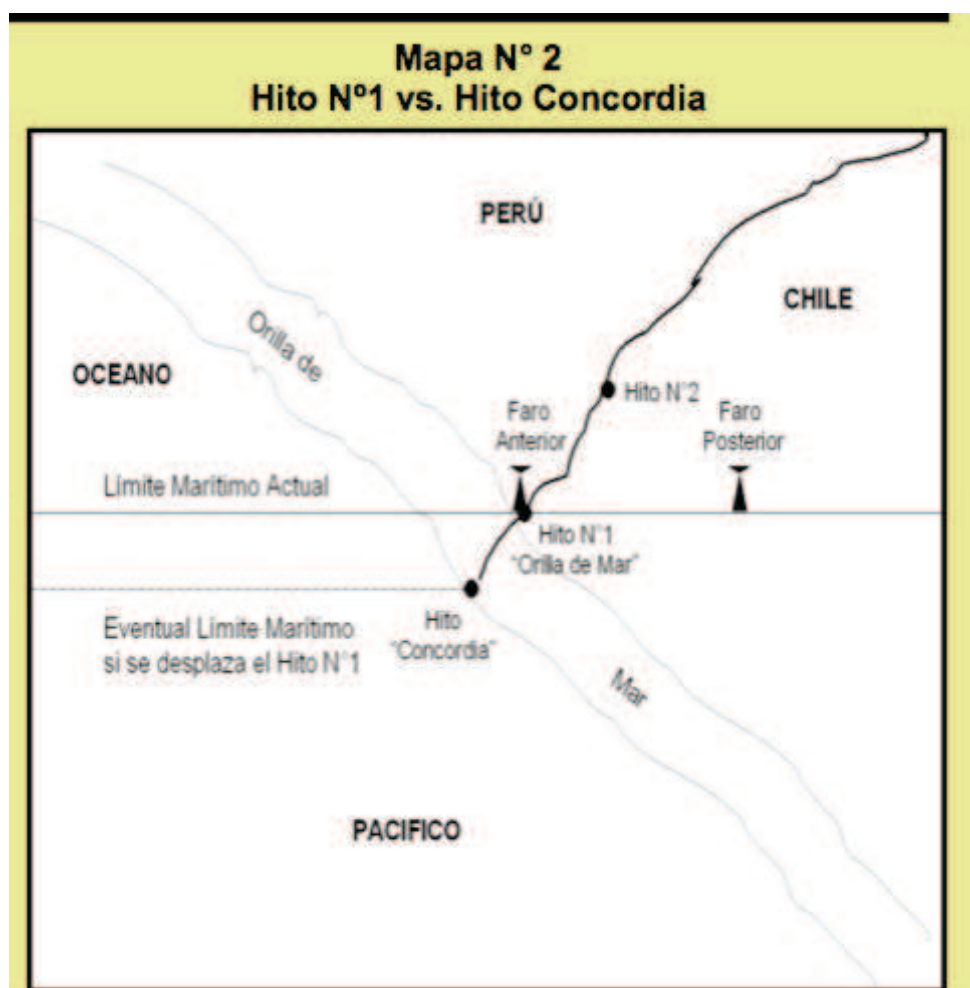 Mapa N° 2
Hito Nº1 vs. Hito Concordia
PERÚ
CHILE
Orilla de
OCEANO
Hito N°2
Faro
Anterior
Faro
Posterior
Límite Marítimo Actual
Hito N°1
"Orilla de Mar"
Eventual Límite Marítimo
si se desplaza el Hito N°1
Hito
"Concordia"
Mar
PACIFICO